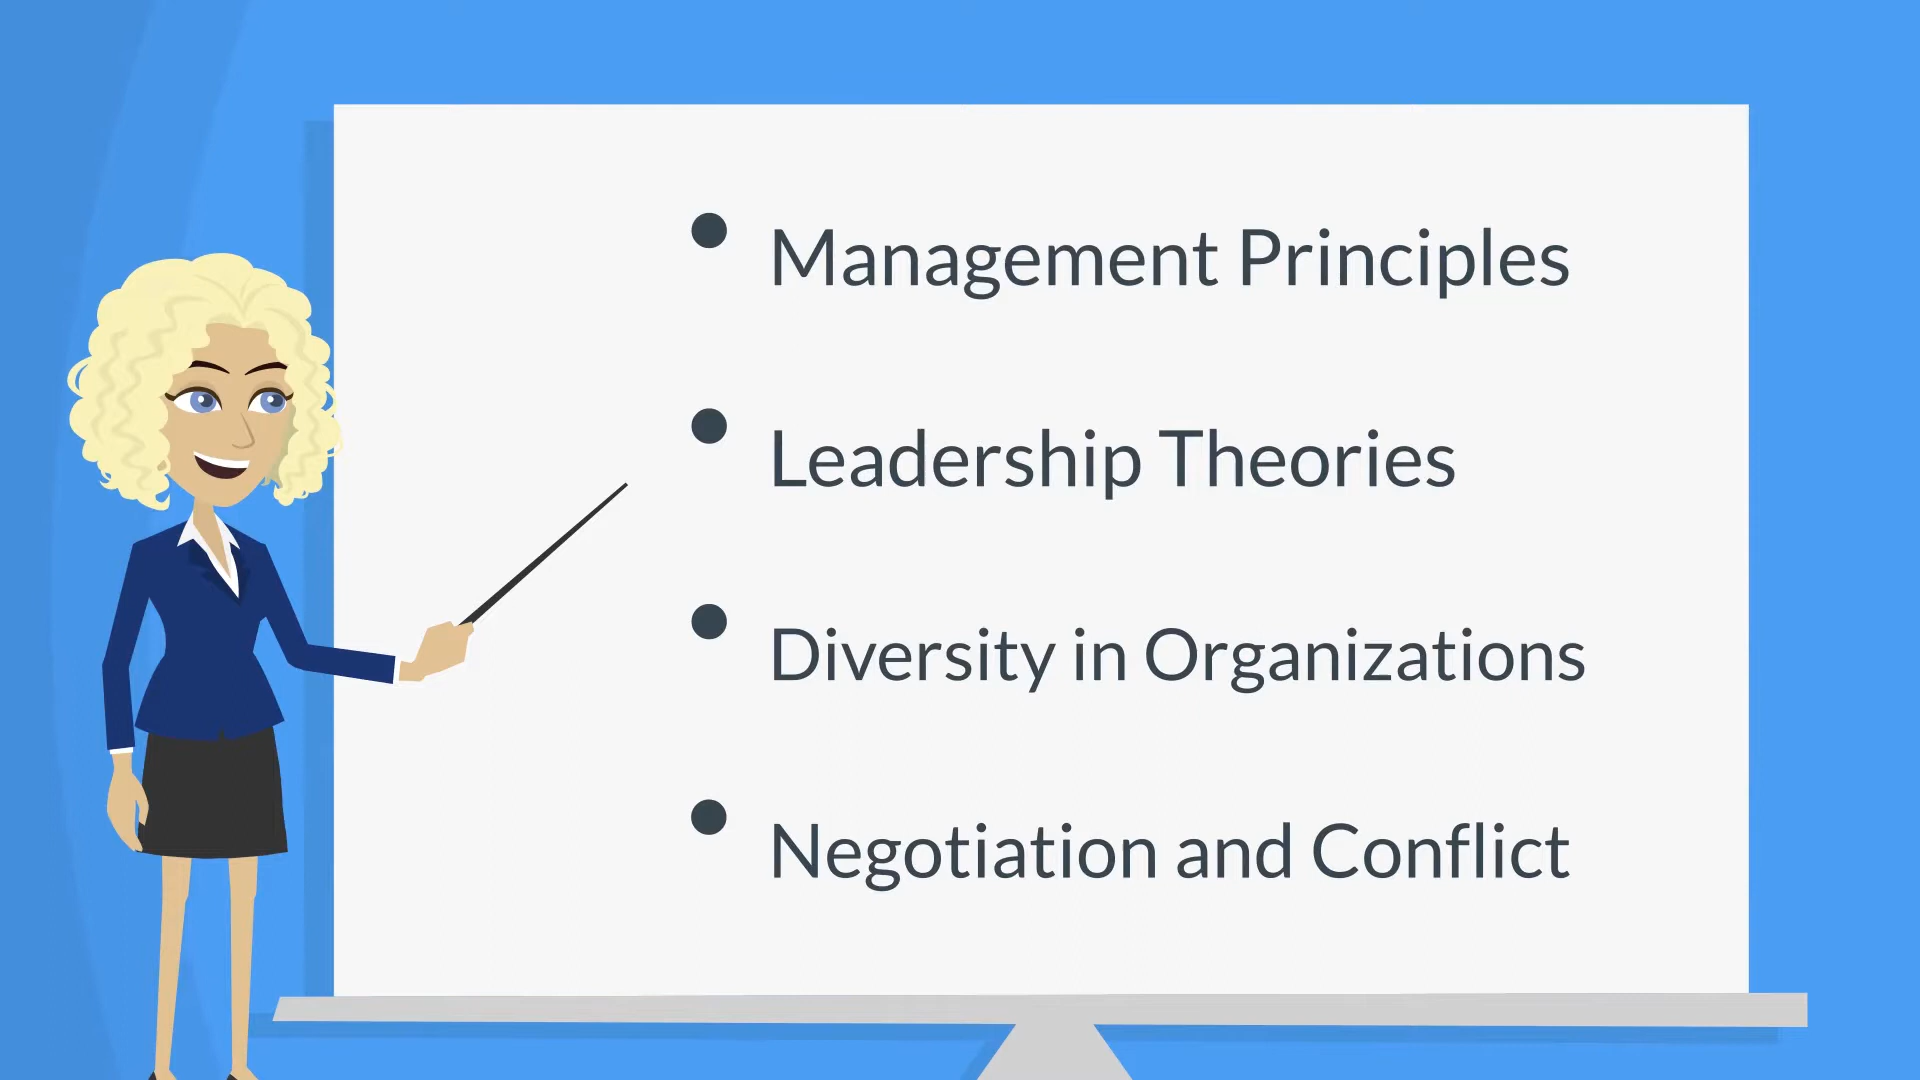 Management Principles
Leadership Theories
Diversity in Organizations
Negotiation and Conflict